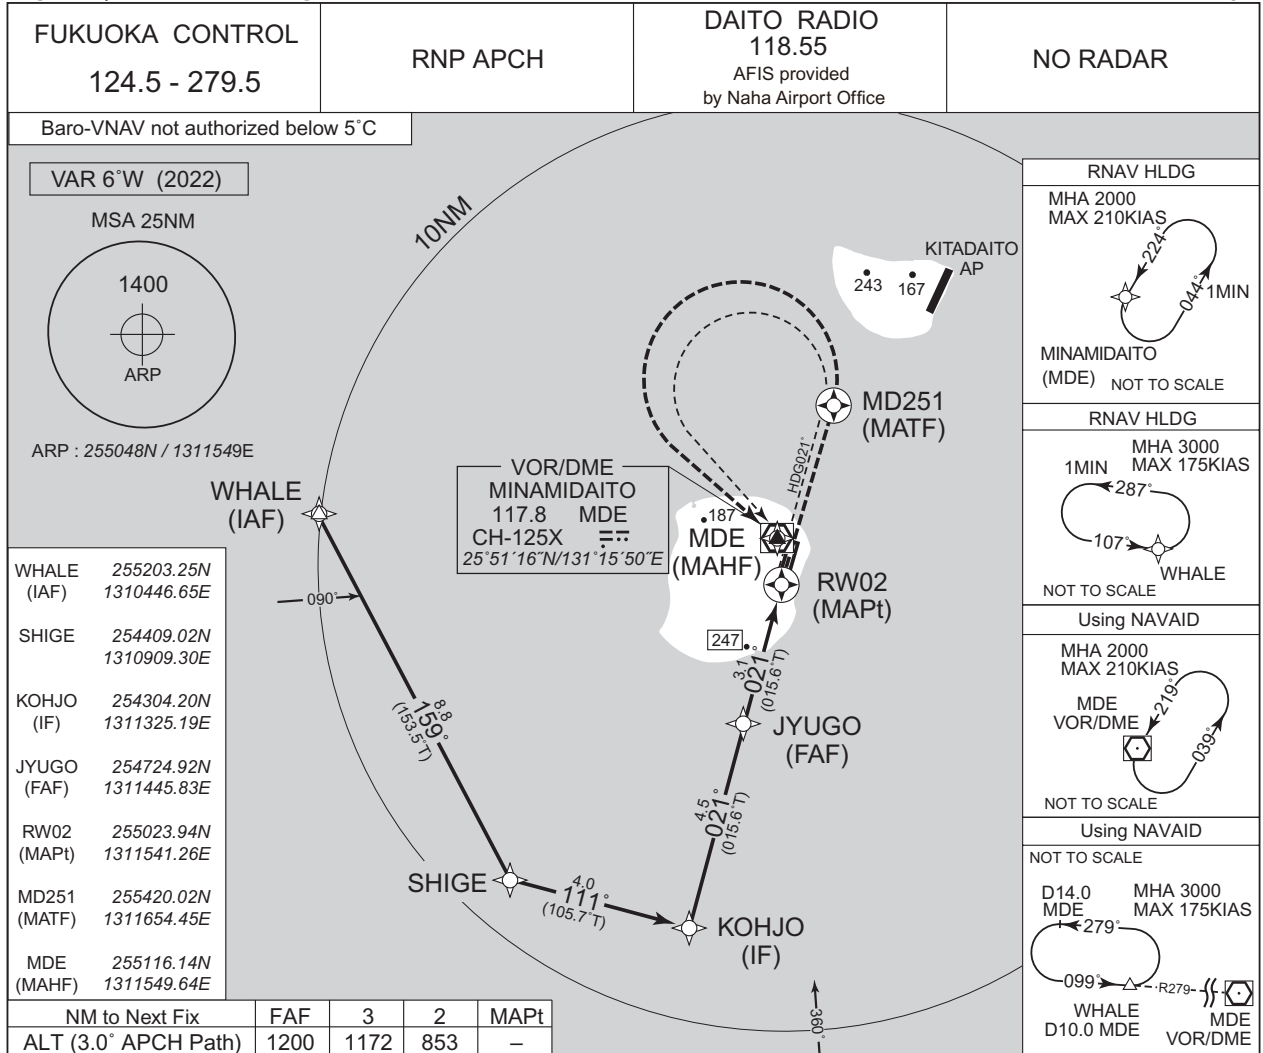 FUKUOKA CONTROL
124.5 - 279.5
RNP APCH
DAITO RADIO
118.55
AFIS provided
by Naha Airport Office
NO RADAR
Baro-VNAV not authorized below 5˚C
VAR 6˚W (2022)
MSA 25NM
1400
ARP
ARP : 255048N / 1311549E
10NM
KITADAITO
AP
243
167
MD251
(MATF)
HDG021˚
VOR/DME
MINAMIDAITO
117.8 MDE
CH-125X
25˚51´16˝N/131˚15´50˝E
187
MDE
(MAHF)
RW02
(MAPt)
247
WHALE
(IAF)
090˚
8.8
159˚
(153.5˚T)
3.1
021˚
(015.6˚T)
JYUGO
(FAF)
4.5
021˚
(015.6˚T)
SHIGE
4.0
111˚
(105.7˚T)
KOHJO
(IF)
360˚
WHALE 255203.25N
(IAF) 1310446.65E
SHIGE 254409.02N
1310909.30E
KOHJO 254304.20N
(IF) 1311325.19E
JYUGO 254724.92N
(FAF) 1311445.83E
RW02 255023.94N
(MAPt) 1311541.26E
MD251 255420.02N
(MATF) 1311654.45E
MDE 255116.14N
(MAHF) 1311549.64E
NM to Next Fix FAF 3 2 MAPt
ALT (3.0˚ APCH Path) 1200 1172 853 –
RNAV HLDG
MHA 2000
MAX 210KIAS
224˚
044˚
1MIN
MINAMIDAITO
(MDE)
NOT TO SCALE
RNAV HLDG
MHA 3000
MAX 175KIAS
1MIN
287˚
107˚
WHALE
NOT TO SCALE
Using NAVAID
MHA 2000
MAX 210KIAS
MDE
VOR/DME
219˚
039˚
NOT TO SCALE
Using NAVAID
NOT TO SCALE
D14.0
MDE
MHA 3000
MAX 175KIAS
279˚
099˚
R279
WHALE
D10.0 MDE
MDE
VOR/DME